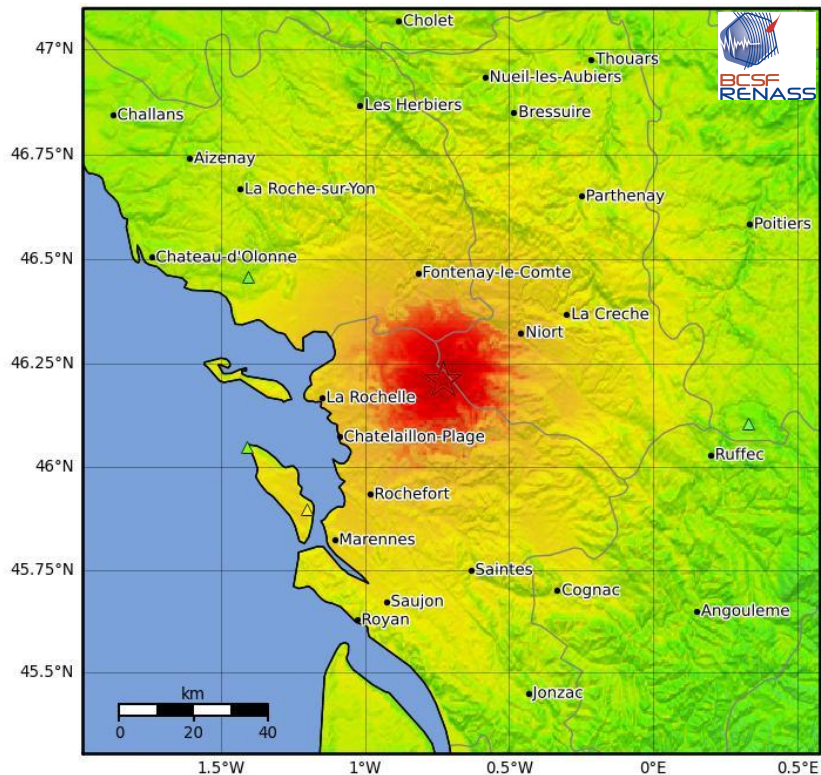 Cholet
47°N
Thouars
Nueil-les-Aubiers
BCSF
RENASS
Les Herbiers
Bressuire
Challans
46.75°N
Aizenay
La Roche-sur-Yon
Parthenay
Poitiers
46.5°N
Chateau-d'Olonne
Fontenay-le-Comte
La Creche
Niort
46.25°N
La Rochelle
Chatelaillon-Plage
46°N
Ruffec
Rochefort
Marennes
45.75°N
Saintes
Cognac
Saujon
Angouleme
Royan
45.5°N
Jonzac
km
0 20 40
1.5°W 1°W 0.5°W 0°E 0.5°E